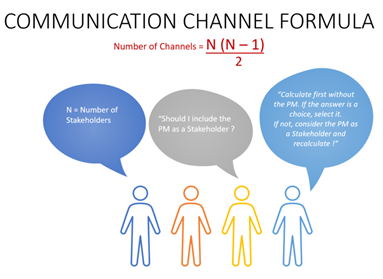 COMMUNICATION CHANNEL FORMULA
Number of Channels = N (N – 1)
2
N = Number of
Stakeholders
"Should I include the
PM as a Stakeholder ?
"Calculate first without
the PM. If the answer is a
choice, select it.
If not, consider the PM as
a Stakeholder and
recalculate !"